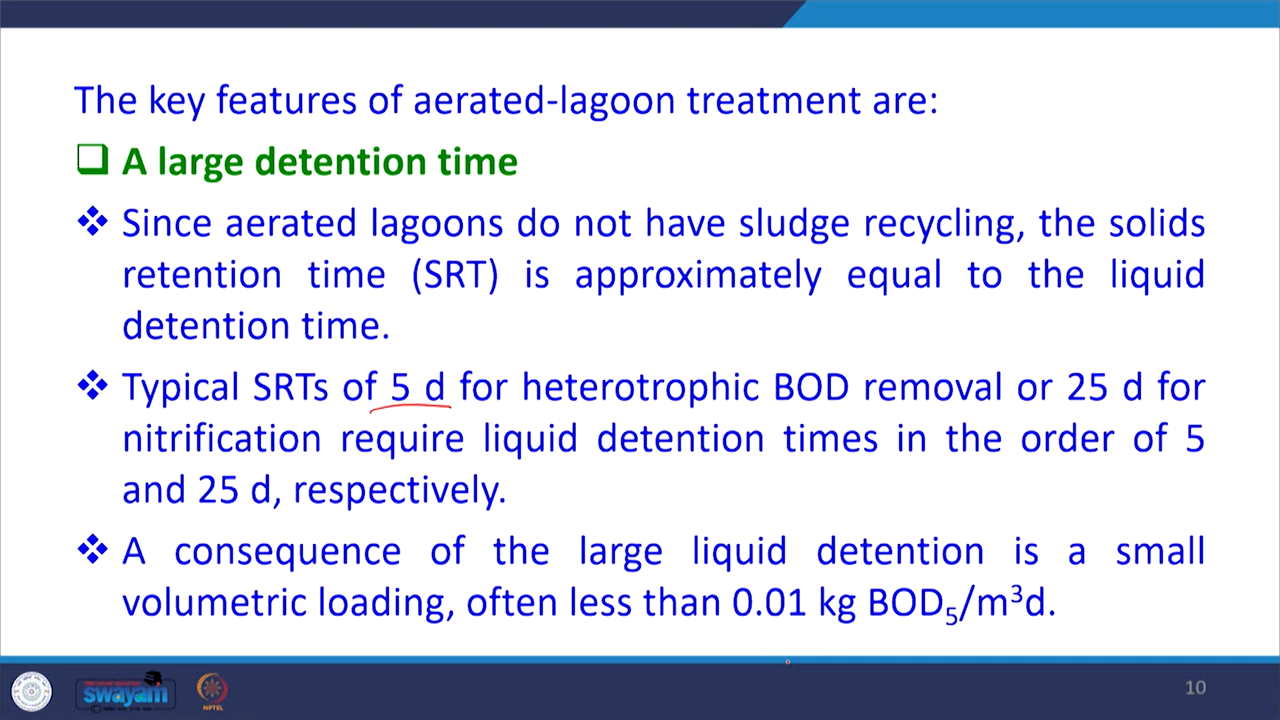 The key features of aerated-lagoon treatment are:
A large detention time
Since aerated lagoons do not have sludge recycling, the solids
retention time (SRT) is approximately equal to the liquid
detention time.
Typical SRTs of 5 d for heterotrophic BOD removal or 25 d for
nitrification require liquid detention times in the order of 5
and 25 d, respectively.
A consequence of the large liquid detention is a small
volumetric loading, often less than 0.01 kg BOD₅/m³d.
swayam
NPTEL
10